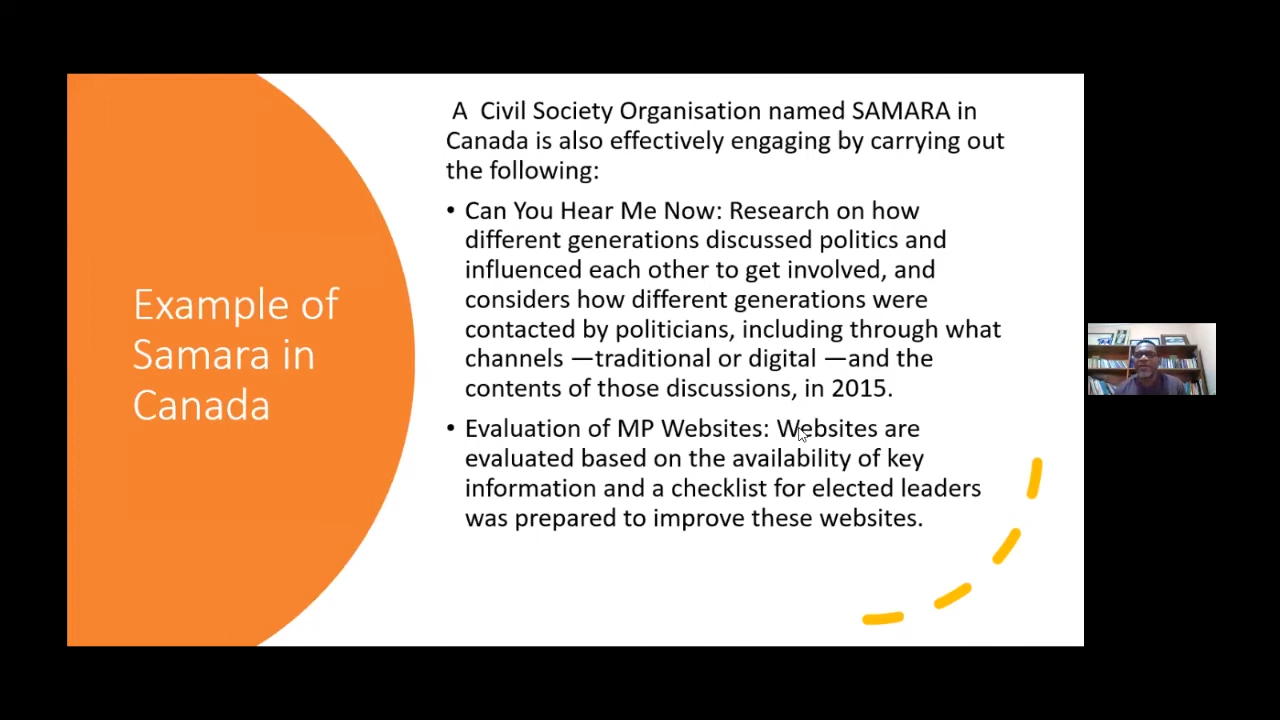 Example of
Samara in
Canada
A Civil Society Organisation named SAMARA in
Canada is also effectively engaging by carrying out
the following:
• Can You Hear Me Now: Research on how
different generations discussed politics and
influenced each other to get involved, and
considers how different generations were
contacted by politicians, including through what
channels —traditional or digital —and the
contents of those discussions, in 2015.
• Evaluation of MP Websites: Websites are
evaluated based on the availability of key
information and a checklist for elected leaders
was prepared to improve these websites.